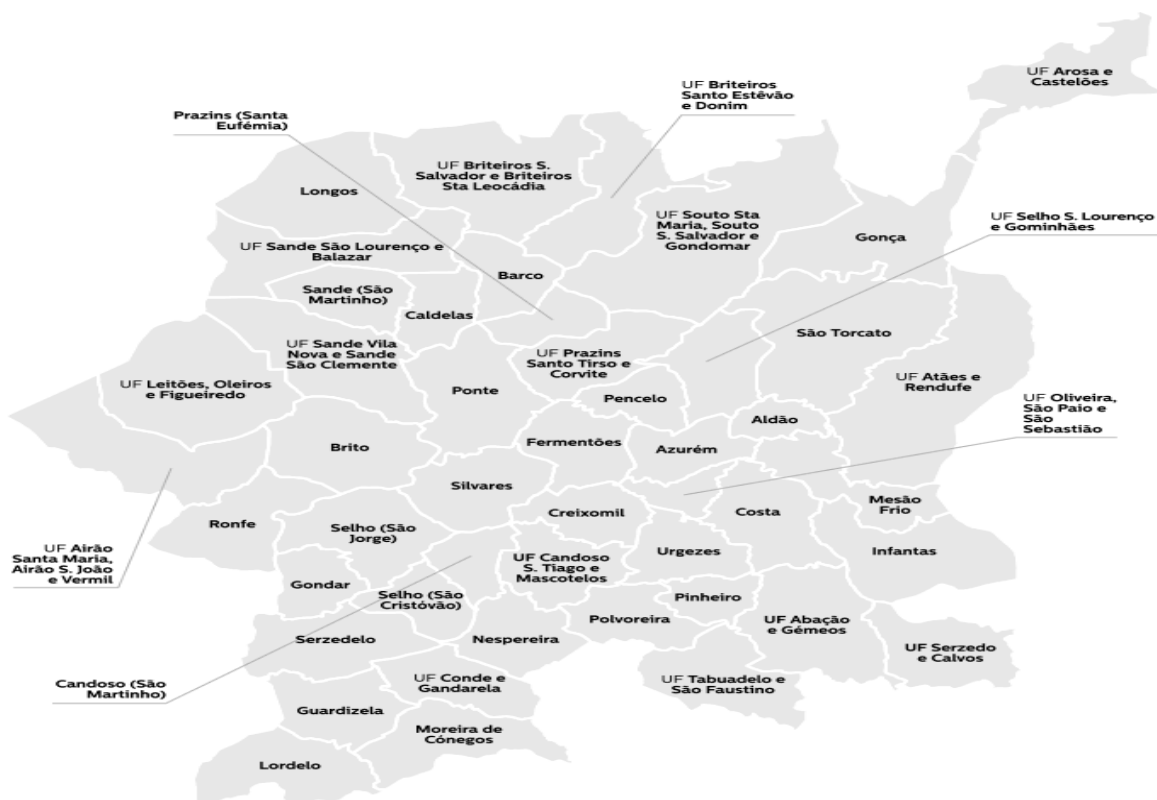 UF Arosa e
Castelões
UF Briteiros
Santo Estêvão
e Donim
Prazins (Santa
Eufémia)
UF Briteiros S.
Salvador e Briteiros
Sta Leocádia
Longos
UF Souto Sta
Maria, Souto
S. Salvador e
Gondomar
UF Selho S. Lourenço
e Gominhães
Gonça
UF Sande São Lourenço e
Balazar
Barco
Sande (São
Martinho)
Caldelas
São Torcato
UF Sande Vila
Nova e Sande
São Clemente
UF Prazins
Santo Tirso e
Corvite
UF Leitões, Oleiros
e Figueiredo
Ponte
UF Atães e
Rendufe
Pencelo
UF Oliveira,
São Paio e
São
Sebastião
Aldão
Brito
Fermentões
Azurém
Silvares
Mesão
Frio
Creixomil
Costa
Ronfe
Selho (São
Jorge)
UF Airão
Santa Maria,
Airão S. João
e Vermil
UF Candoso
S. Tiago e
Mascotelos
Urgezes
Infantas
Gondar
Selho (São
Cristóvão)
Pinheiro
Polvoreira
UF Abação
e Gémeos
Serzedelo
Nespereira
UF Serzedo
e Calvos
Candoso (São
Martinho)
UF Conde e
Gandarela
UF Tabuadelo e
São Faustino
Guardizela
Moreira de
Cónegos
Lordelo